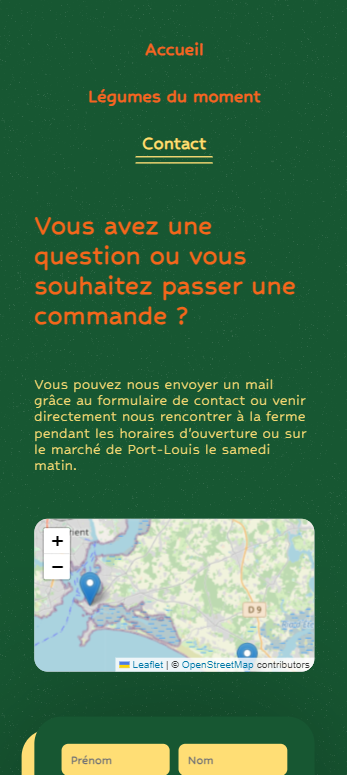 Accueil
Légumes du moment
Contact
Vous avez une
question ou vous
souhaitez passer une
commande ?
Vous pouvez nous envoyer un mail
grâce au formulaire de contact ou venir
directement nous rencontrer à la ferme
pendant les horaires d'ouverture ou sur
le marché de Port-Louis le samedi
matin.
+
−
D 9
Leaflet | © OpenStreetMap contributors
Prénom
Nom